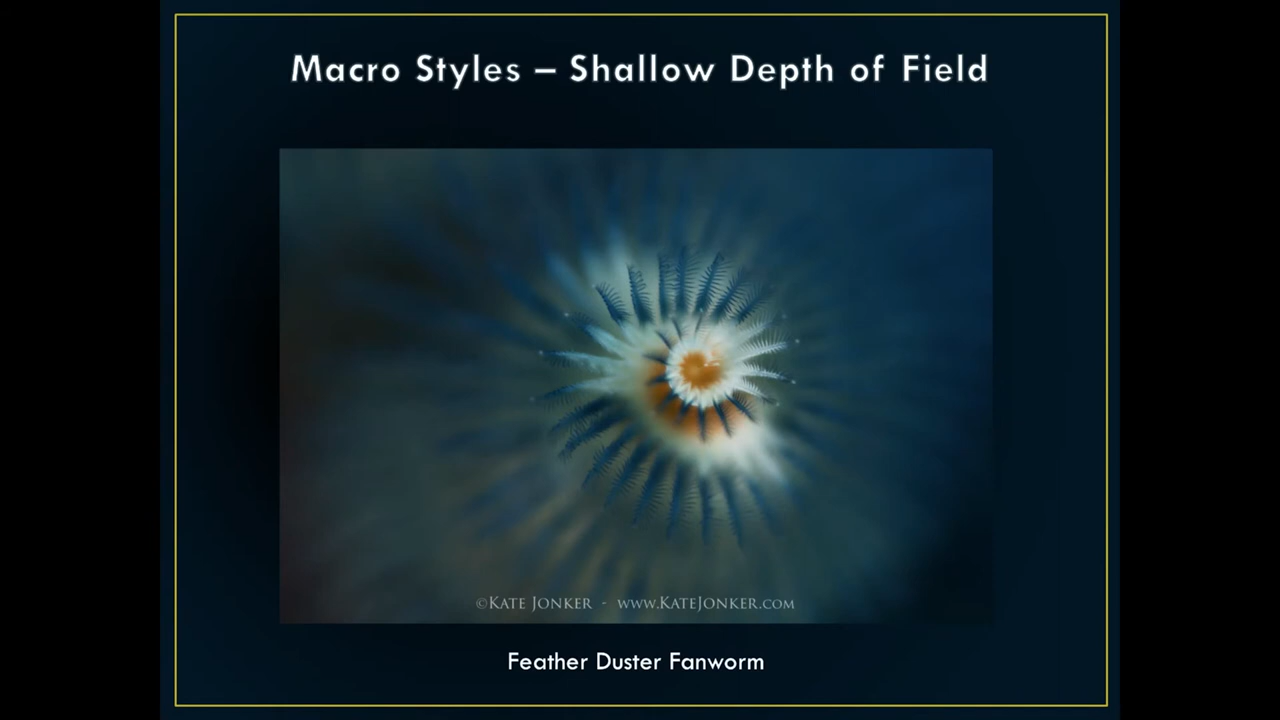 Macro Styles – Shallow Depth of Field
©Kate Jonker - www.KateJonker.com
Feather Duster Fanworm